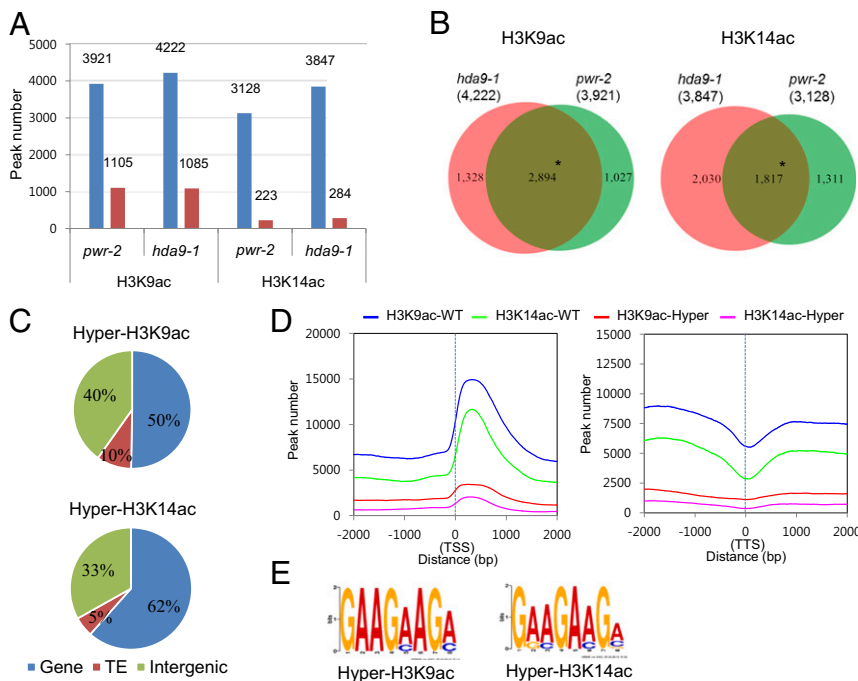 A
Peak number
5000
4000
3000
2000
1000
0
3921
4222
3128
3847
1105
1085
223
284
pwr-2 hda9-1 pwr-2 hda9-1
H3K9ac H3K14ac
B
H3K9ac H3K14ac
hda9-1 pwr-2 hda9-1 pwr-2
(4,222) (3,921) (3,847) (3,128)
1,328 2,894 * 1,027 2,030 1,817 * 1,311
C
Hyper-H3K9ac
40%
50%
10%
Hyper-H3K14ac
33%
62%
5%
Gene TE Intergenic
D
H3K9ac-WT H3K14ac-WT H3K9ac-Hyper H3K14ac-Hyper
Peak number
20000
15000
10000
5000
0
-2000 -1000 0 1000 2000
(TSS)
Distance (bp)
Peak number
15000
12500
10000
7500
5000
2500
0
-2000 -1000 0 1000 2000
(TTS)
Distance (bp)
E
GAAGAAGA
GAAGAAGA
Hyper-H3K9ac Hyper-H3K14ac